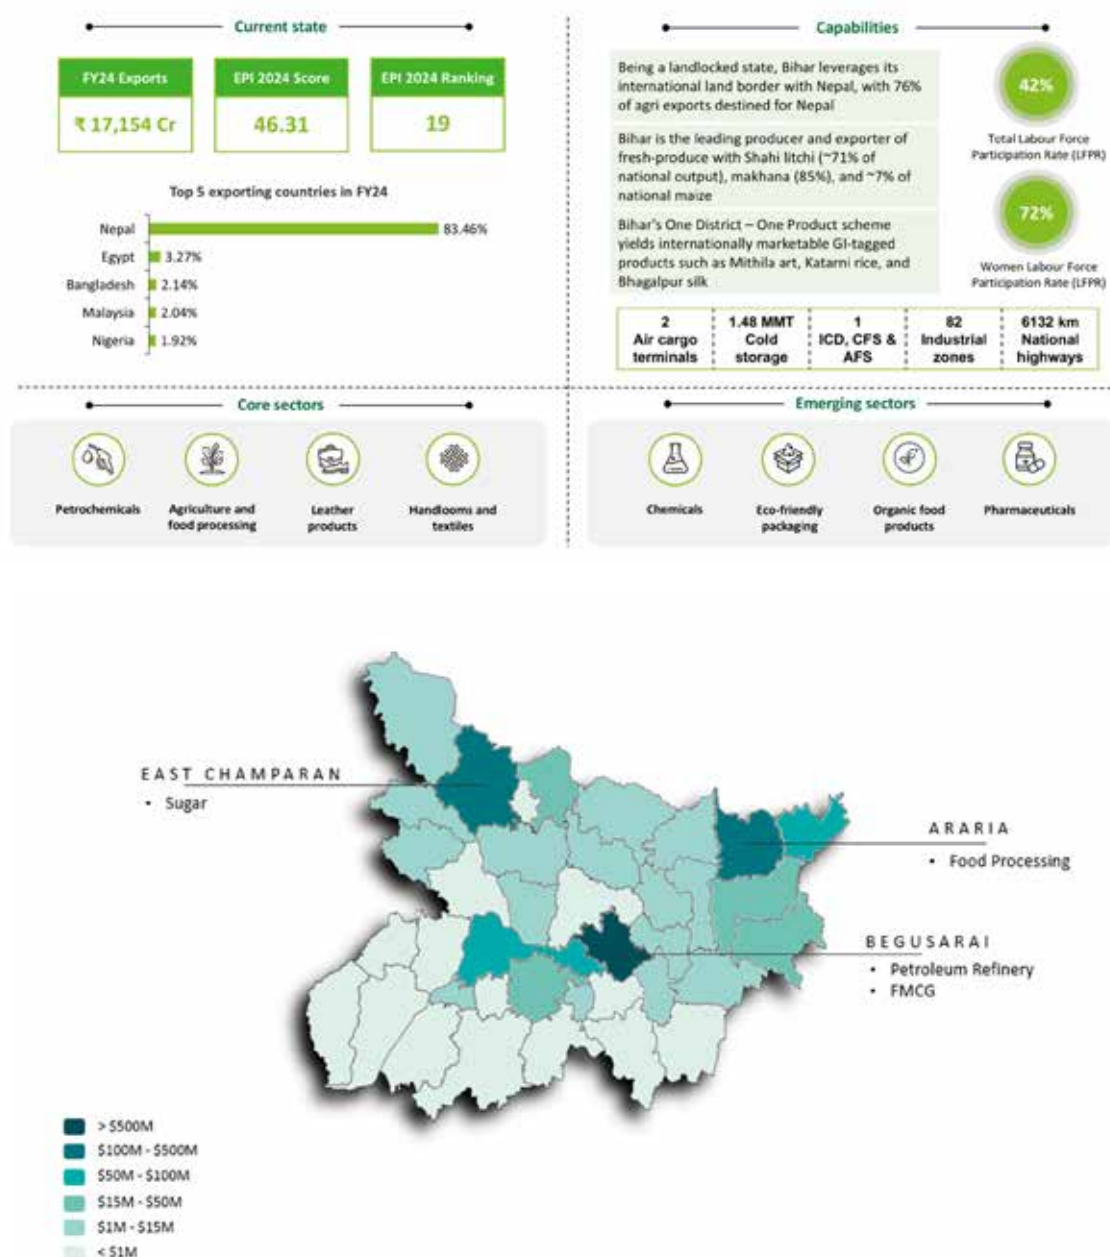 Current state
FY24 Exports
₹ 17,154 Cr
EPI 2024 Score
46.31
EPI 2024 Ranking
19
Top 5 exporting countries in FY24
Nepal
83.46%
Egypt
3.27%
Bangladesh
2.14%
Malaysia
2.04%
Nigeria
1.92%
Capabilities
Being a landlocked state, Bihar leverages its
international land border with Nepal, with 76%
of agri exports destined for Nepal
Bihar is the leading producer and exporter of
fresh-produce with Shahi litchi (~71% of
national output), makhana (85%), and ~7% of
national maize
Bihar's One District – One Product scheme
yields internationally marketable GI-tagged
products such as Mithila art, Katarni rice, and
Bhagalpur silk
42%
Total Labour Force
Participation Rate (LFPR)
72%
Women Labour Force
Participation Rate (LFPR)
2
Air cargo
terminals
1.48 MMT
Cold
storage
1
ICD, CFS &
AFS
82
Industrial
zones
6132 km
National
highways
Core sectors
Petrochemicals
Agriculture and
food processing
Leather
products
Handlooms and
textiles
Emerging sectors
Chemicals
Eco-friendly
packaging
Organic food
products
Pharmaceuticals
EAST CHAMPARAN
• Sugar
ARARIA
• Food Processing
BEGUSARAI
• Petroleum Refinery
• FMCG
> $500M
$100M - $500M
$50M - $100M
$15M - $50M
$1M - $15M
< $1M